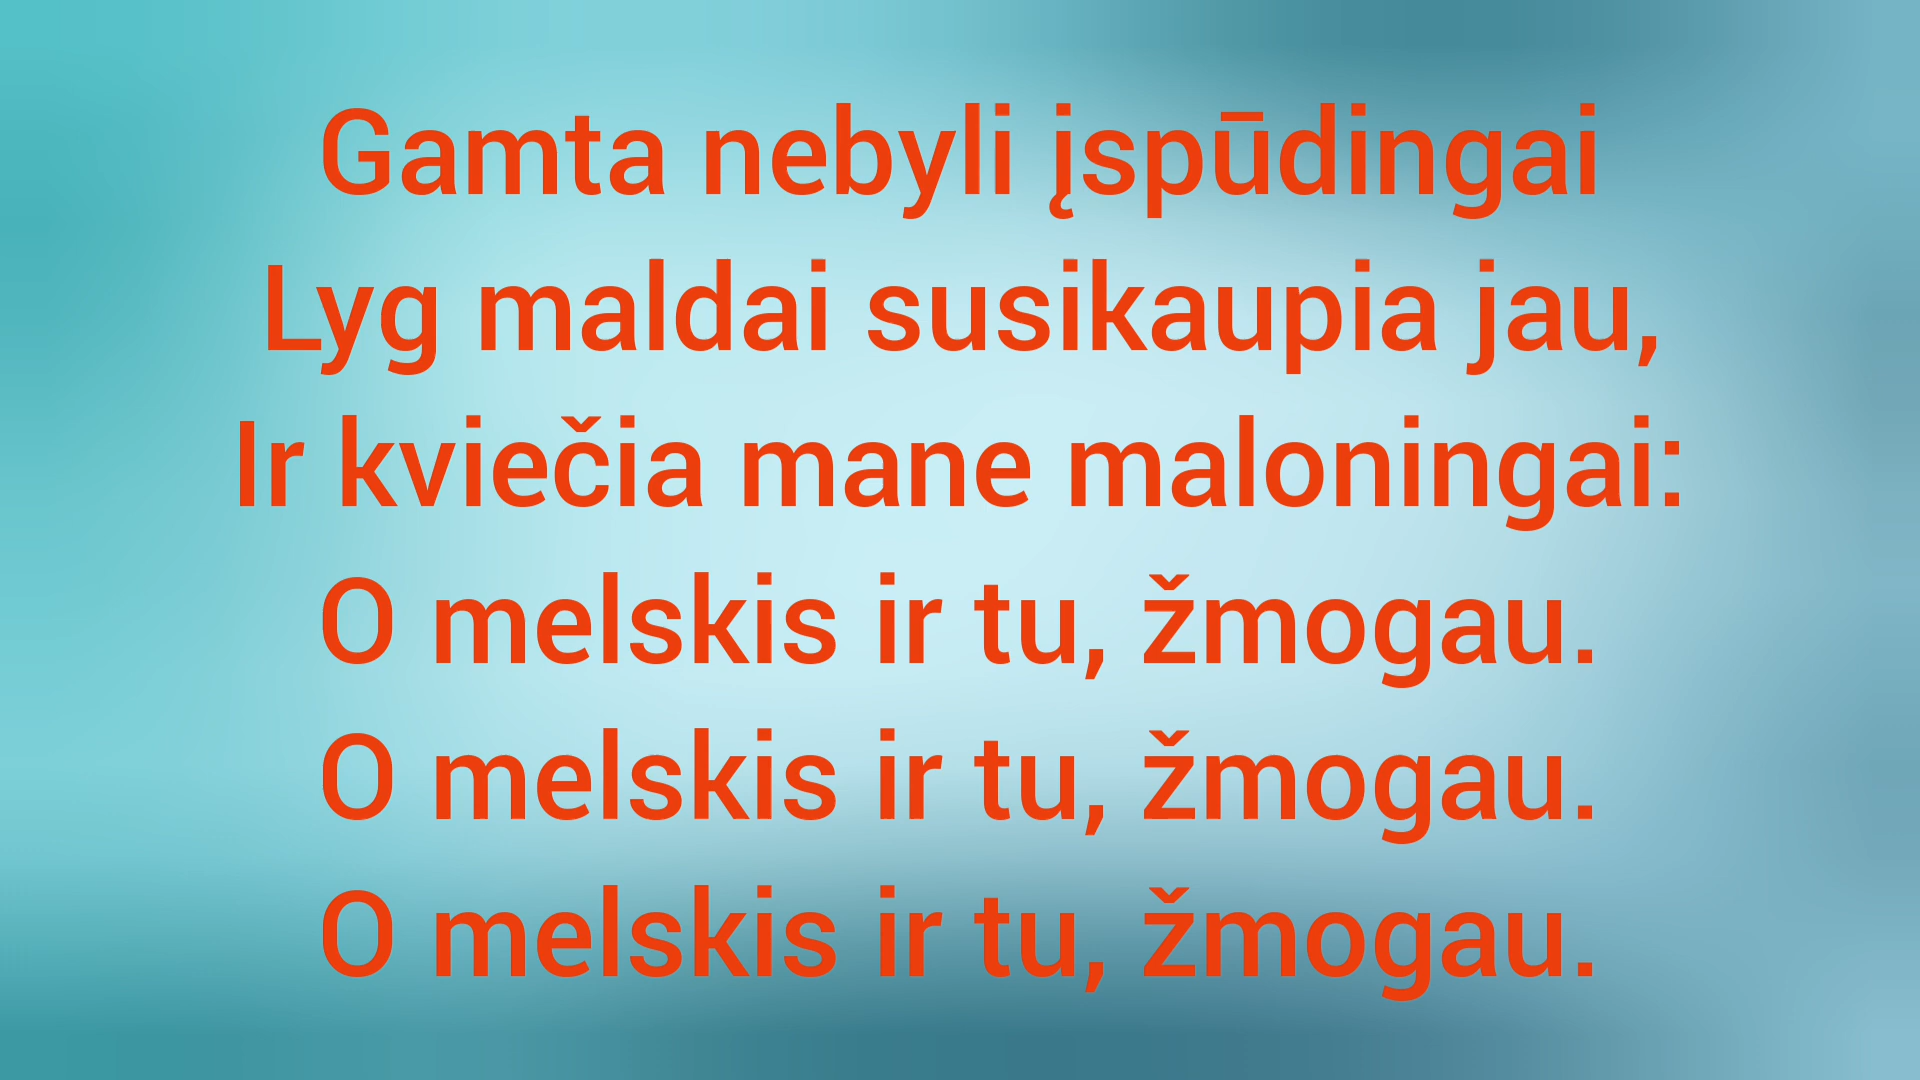 Gamta nebyli įspūdingai
Lyg maldai susikaupia jau,
Ir kviečia mane maloningai:
O melskis ir tu, žmogau.
O melskis ir tu, žmogau.
O melskis ir tu, žmogau.